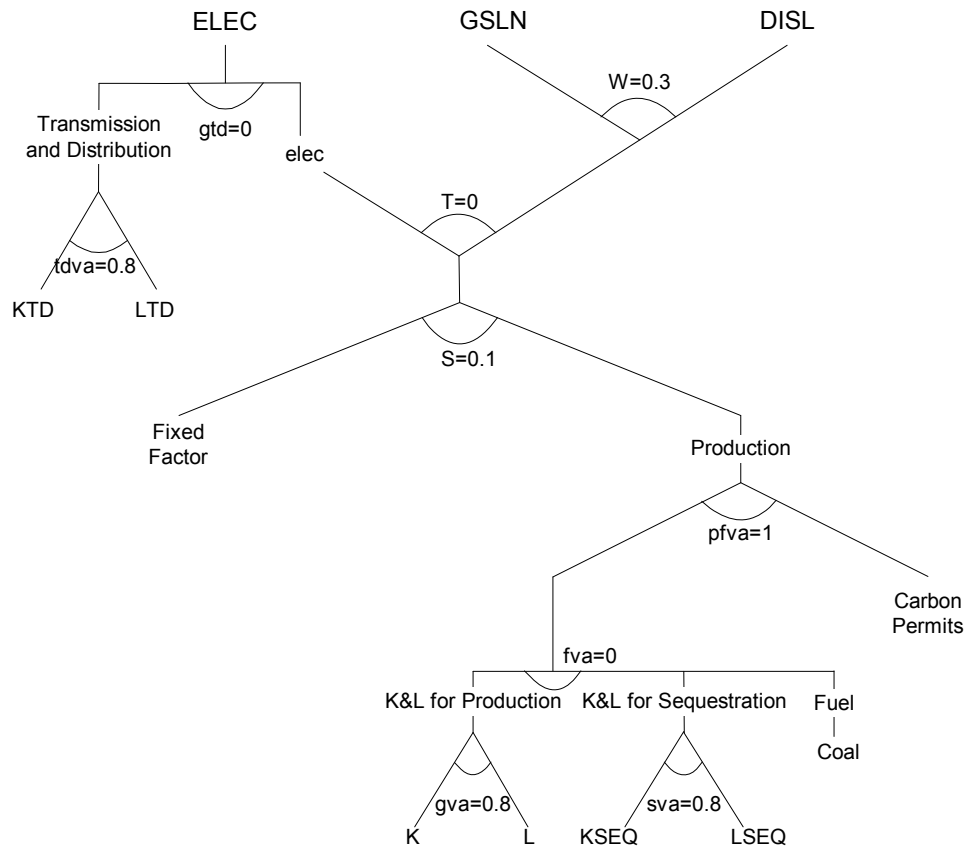 ELEC
GSLN
DISL
W=0.3
Transmission
and Distribution
gtd=0
elec
T=0
tdva=0.8
KTD
LTD
S=0.1
Fixed
Factor
Production
pfva=1
Carbon
Permits
fva=0
K&L for Production
K&L for Sequestration
Fuel
Coal
gva=0.8
sva=0.8
K
L
KSEQ
LSEQ